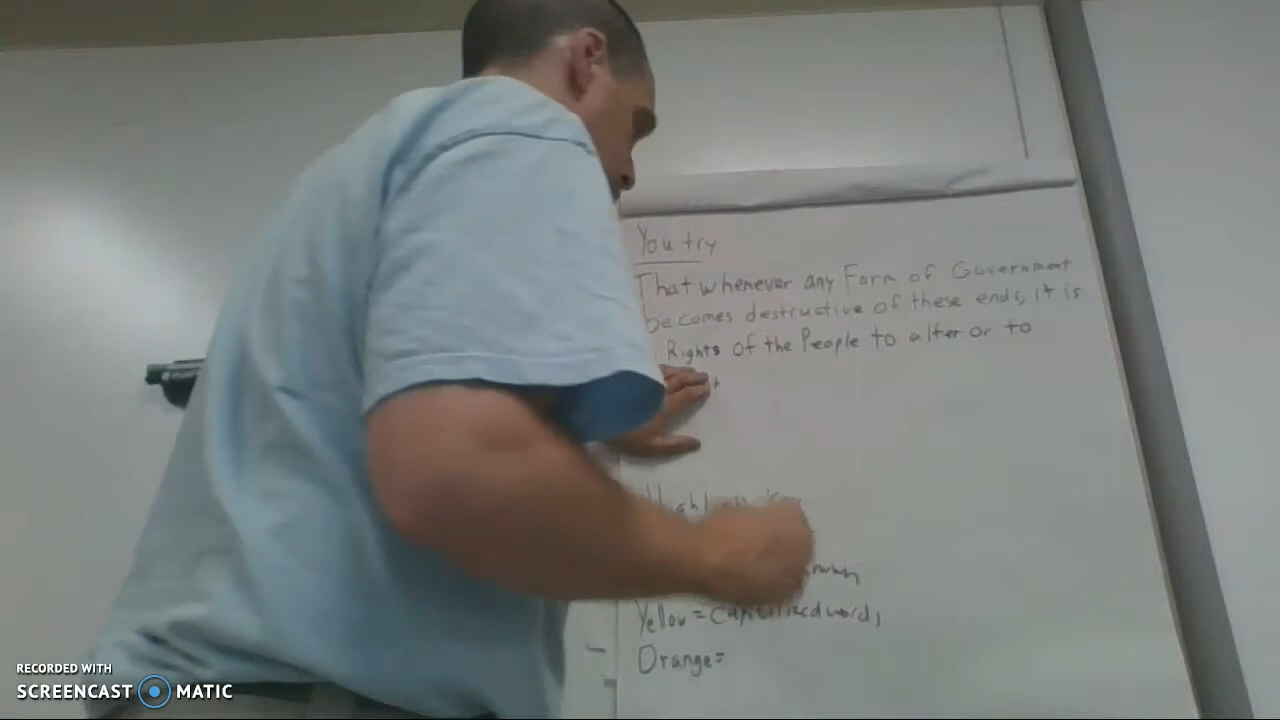 You try
That whenever any Form of Government
becomes destructive of these ends, it is
Rights of the People to alter or to
Yellow = Capitalized words
Orange =
RECORDED WITH
SCREENCAST MATIC